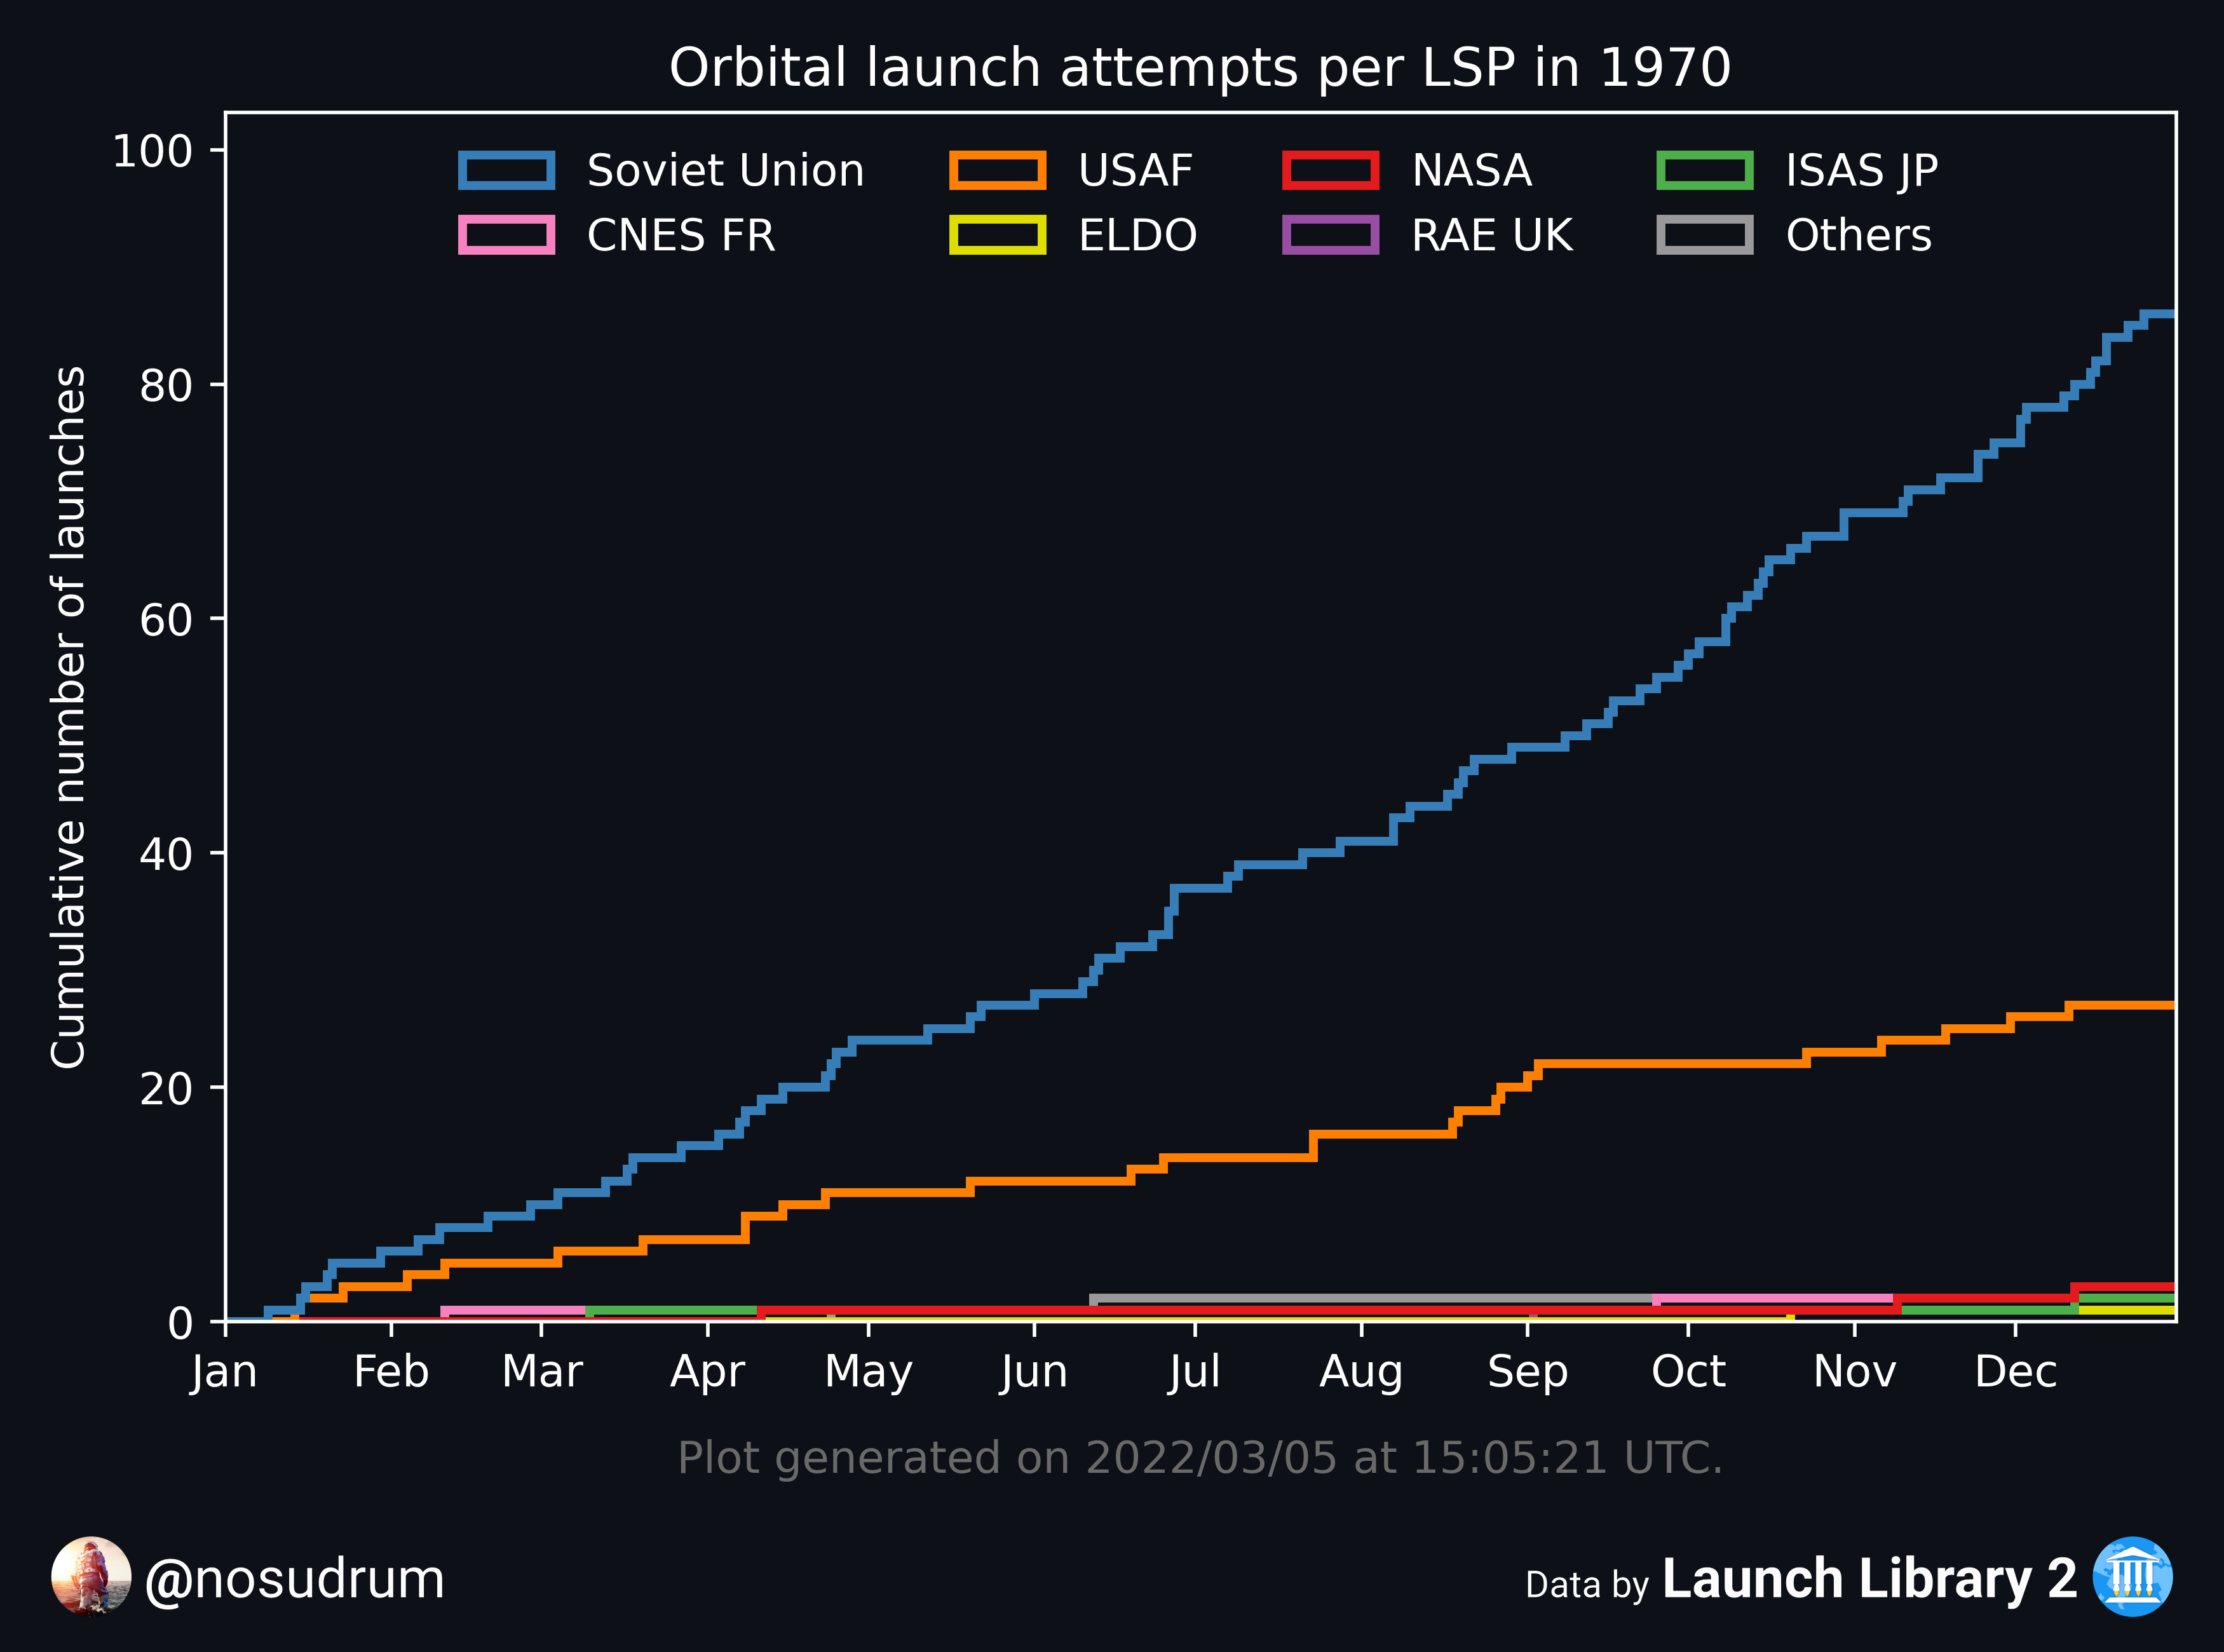 Orbital launch attempts per LSP in 1970
Soviet Union USAF NASA ISAS JP
CNES FR ELDO RAE UK Others
Cumulative number of launches
100
80
60
40
20
0
Jan Feb Mar Apr May Jun Jul Aug Sep Oct Nov Dec
Plot generated on 2022/03/05 at 15:05:21 UTC.
@nosudrum
Data by Launch Library 2